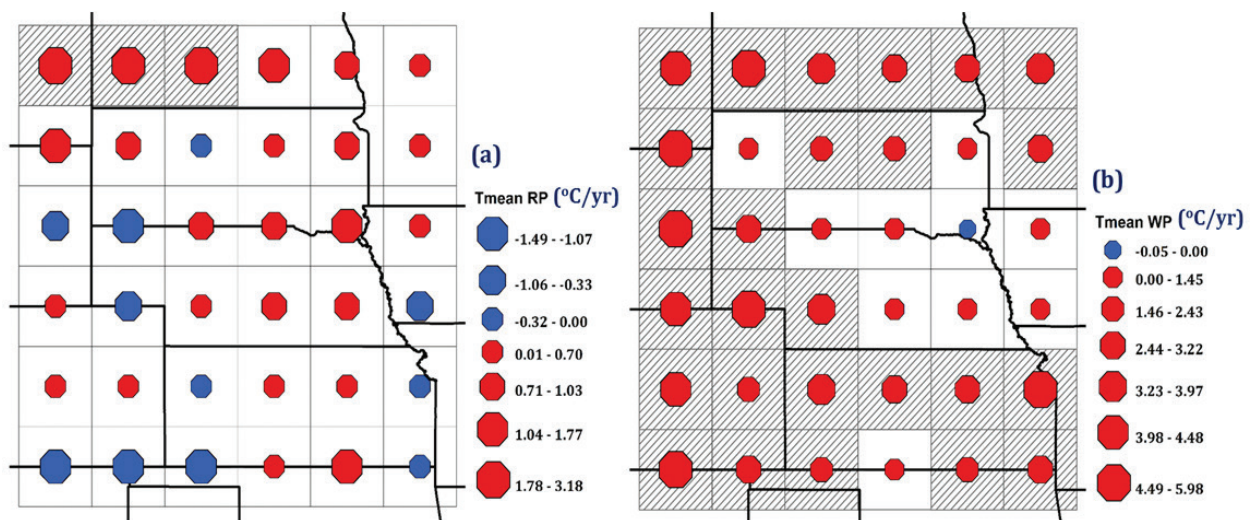 (a)
Tmean RP (°C/yr)
-1.49 - -1.07
-1.06 - -0.33
-0.32 - 0.00
0.01 - 0.70
0.71 - 1.03
1.04 - 1.77
1.78 - 3.18
(b)
Tmean WP (°C/yr)
-0.05 - 0.00
0.00 - 1.45
1.46 - 2.43
2.44 - 3.22
3.23 - 3.97
3.98 - 4.48
4.49 - 5.98